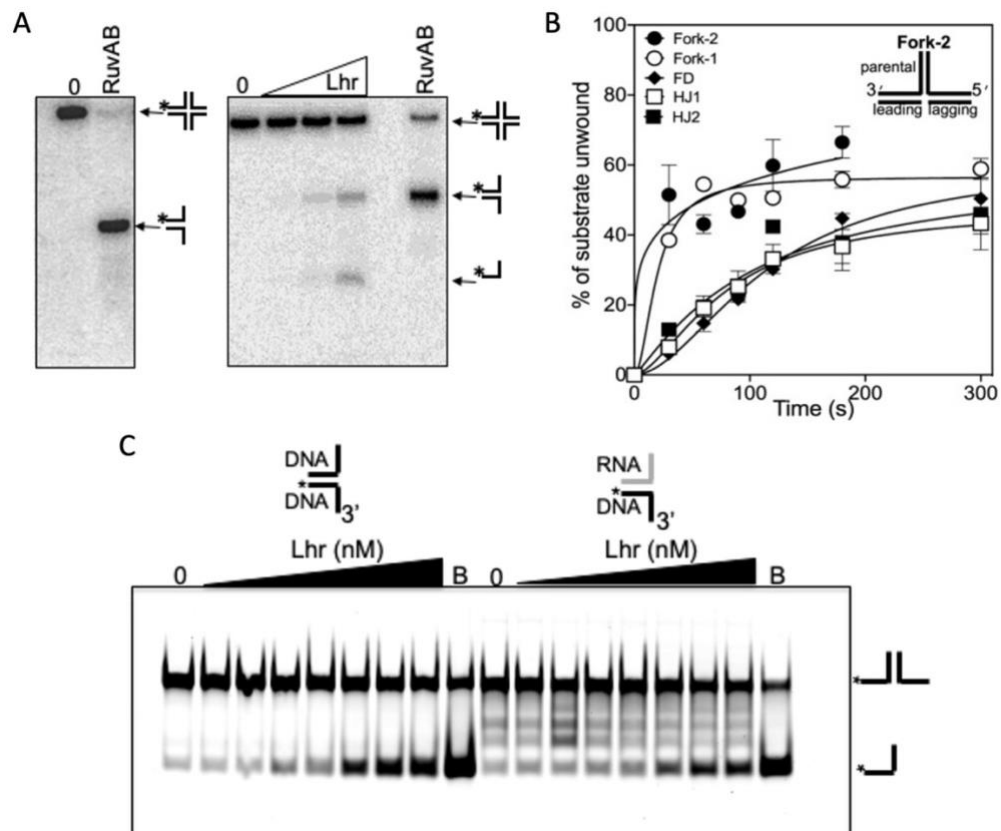 A
0
RuvAB
*
*
0
Lhr
RuvAB
*
*
*
B
% of substrate unwound
100
80
60
40
20
0
0
100
200
300
Time (s)
Fork-2
Fork-1
FD
HJ1
HJ2
Fork-2
parental
3′
5′
leading
lagging
C
DNA
*
DNA
3’
RNA
*
DNA
3’
Lhr (nM)
Lhr (nM)
0
B
0
B
*
*